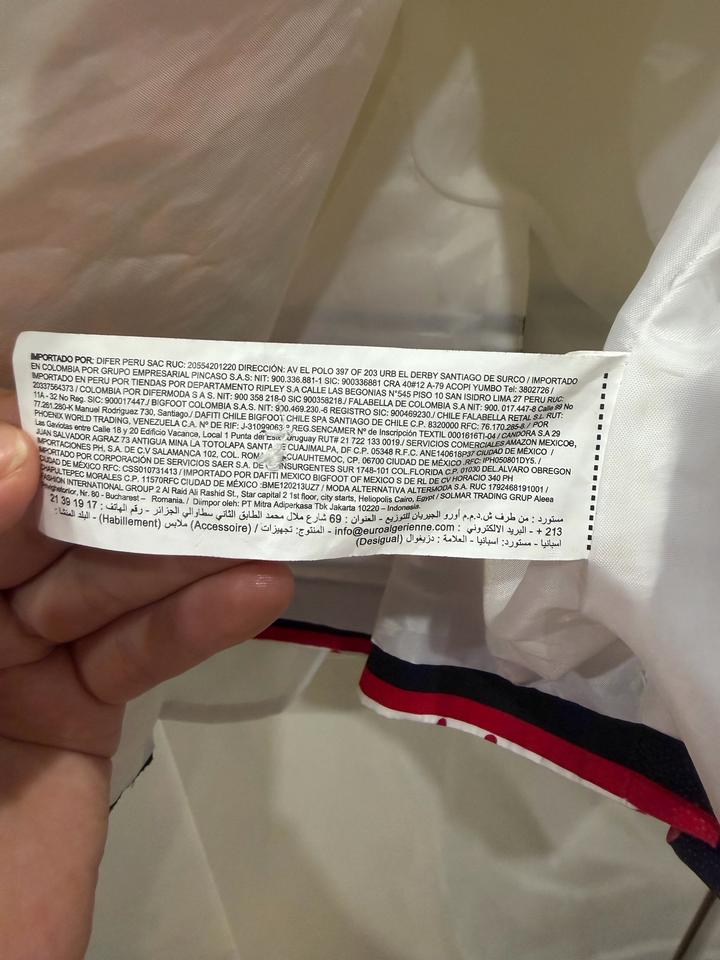 IMPORTADO POR: DIFER PERU SAC RUC: 20554201220 DIRECCIÓN: AV EL POLO 397 OF 203 URB EL DERBY SANTIAGO DE SURCO / IMPORTADO
EN COLOMBIA POR GRUPO EMPRESARIAL PINCASO S.A.S: NIT: 900.336.881-1 SIC: 900336881 CRA 40#12 A-79 ACOPI YUMBO Tel: 3802726 /
IMPORTADO EN PERU POR TIENDAS POR DEPARTAMENTO RIPLEY S.A CALLE LAS BEGONIAS N°545 PISO 10 SAN ISIDRO LIMA 27 PERU RUC:
20337564373 / COLOMBIA POR DIFERMODA S A S. NIT: 900 358 218-0 SIC 900358218./ FALABELLA DE COLOMBIA S.A NIT: 900. 017.447-8 Calle 99 No
11A - 32 No Reg. SIC: 900017447./ BIGFOOT COLOMBIA S.A.S NIT: 900.469.230.-6 REGISTRO SIC: 900469230./ CHILE FALABELLA RETAL S.L RUT:
77.261.280-K Manuel Rodriguez 730, Santiago./ DAFITI CHILE BIGFOOT CHILE SPA SANTIAGO DE CHILE C.P. 8320000 RFC: 76.170.285-8./ POR
PHOENIX WORLD TRADING, VENEZUELA C.A. Nº DE RIF: REGSENCAMER Nº de Inscripción TEXTIL 0001616TI-04 / CANDORA S.A 29
Las Gaviotas entre Calle 18 y 20 Edificio Vacance, Local 1 Punta del Este Uruguay RUT# 21 722 133 0019./ SERVICIOS COMERCIALES AMAZON MEXICO
JUAN SALVADOR AGRAZ 73 ANTIGUA MINA LA TOTOLAPA SANTA CUAJIMALPA, DF C.P. 05348 R.F.C. ANE140618P37 CIUDAD DE MÉXICO /
IMPORTACIONES PH, S.A. DE C.V SALAMANCA 102, COL. ROMA CUAUHTEMOC, CP. 06700 CIUDAD DE MÉXICO .RFC: IPH050801DY5. /
IMPORTADO POR CORPORACIÓN DE SERVICIOS SAER S.A. DE INSURGENTES SUR 1748-101 COL.FLORIDA C.P. 01030 DEL.ALVARO OBREGON
CIUDAD DE MÉXICO RFC: CSS010731413 / IMPORTADO POR DAFITI MEXICO BIGFOOT OF MEXICO S DE RL DE CV HORACIO 340 PH
CHAPULTEPEC MORALES C.P. 11570RFC CIUDAD DE MÉXICO :BME120213UZ7 / MODA ALTERNATIVA ALTERMODA S.A. RUC 1792468191001 /
FASHION INTERNATIONAL GROUP 2 Al Raid Ali Rashid St., Star capital 2 1st floor, city starts, Heliopolis Cairo, Egypt / SOLMAR TRADING GRUP Aleea
Nr. 80 - Bucharest – Romania. / Diimpor oleh: PT Mitra Adiperkasa Tbk Jakarta 10220 – Indonesia.
مستورد : من طرف ش.د.م.م أورو الجيريان للتوزيع - العنوان : 69 شارع ملال محمد الطابق الثاني سطاوالي الجزائر - رقم الهاتف : 17 19 39 21
213 + - البريد الالكتروني : info@euroalgerienne.com - المنتوج: تجهيزات / (Accessoire) ملابس (Habillement) - البلد المنشا:
اسبانيا - مستورد: اسبانيا - العلامة : دزيغوال (Desigual)